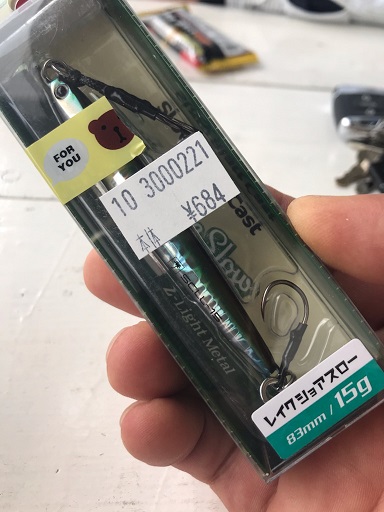 FOR
YOU
10 3000221
本体 ¥684
Cast
Slow
Z-Light Metal
レイクショアスロー
83mm / 15g